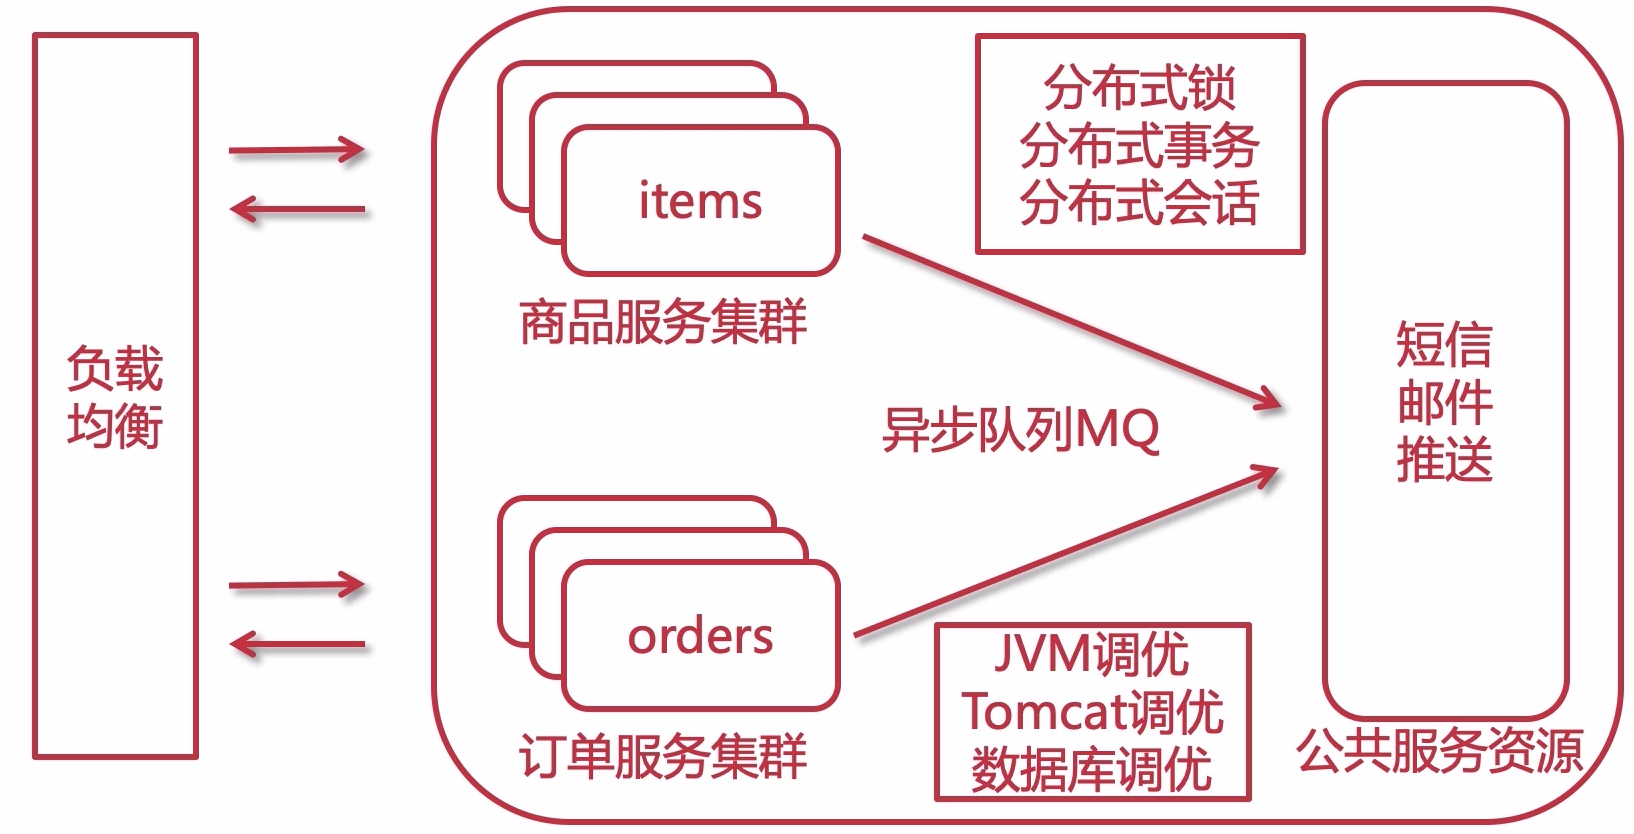 负载
均衡
items
商品服务集群
orders
订单服务集群
分布式锁
分布式事务
分布式会话
异步队列MQ
JVM调优
Tomcat调优
数据库调优
短信
邮件
推送
公共服务资源